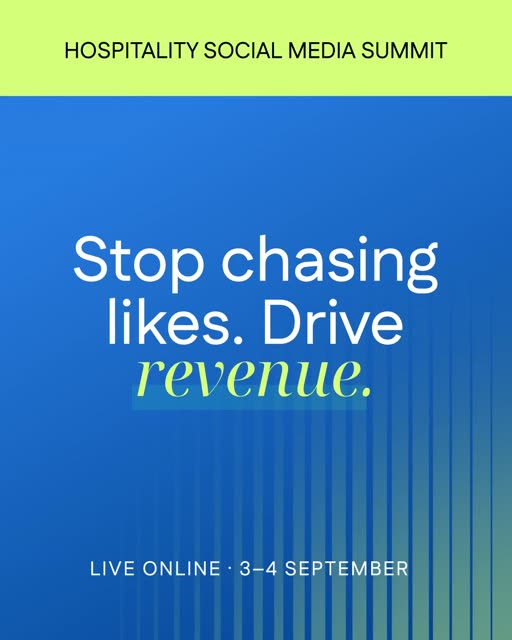 HOSPITALITY SOCIAL MEDIA SUMMIT
Stop chasing
likes. Drive
revenue.
LIVE ONLINE · 3–4 SEPTEMBER